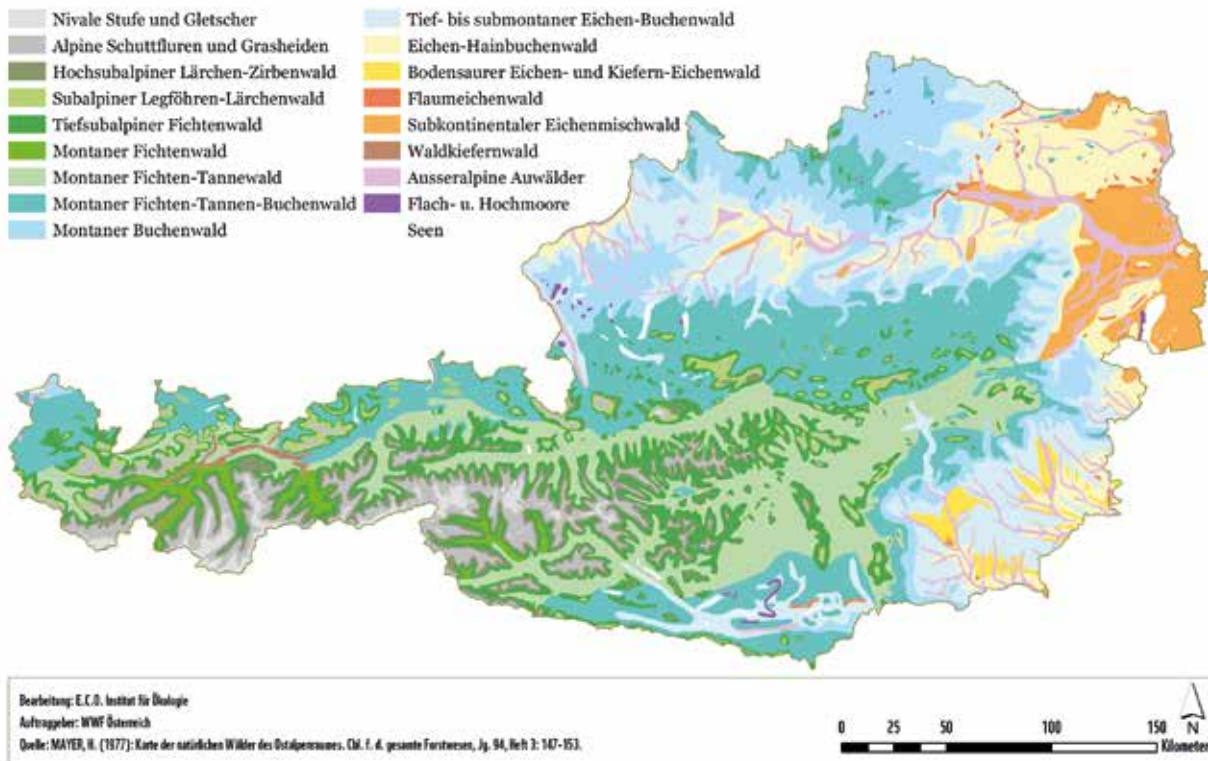 Nivale Stufe und Gletscher
Alpine Schuttfluren und Grasheiden
Hochsubalpiner Lärchen-Zirbenwald
Subalpiner Legföhren-Lärchenwald
Tiefsubalpiner Fichtenwald
Montaner Fichtenwald
Montaner Fichten-Tannewald
Montaner Fichten-Tannen-Buchenwald
Montaner Buchenwald
Tief- bis submontaner Eichen-Buchenwald
Eichen-Hainbuchenwald
Bodensaurer Eichen- und Kiefern-Eichenwald
Flaumeichenwald
Subkontinentaler Eichenmischwald
Waldkiefernwald
Ausseralpine Auwälder
Flach- u. Hochmoore
Seen
Bearbeitung: E.C.O. Institut für Ökologie
Auftraggeber: WWF Österreich
Quelle: MAYER, H. (1977): Karte der natürlichen Wälder des Ostalpenraumes. Cbl. f. d. gesamte Forstwesen, Jg. 94, Heft 3: 147-153.
N
0 25 50 100 150
Kilometer